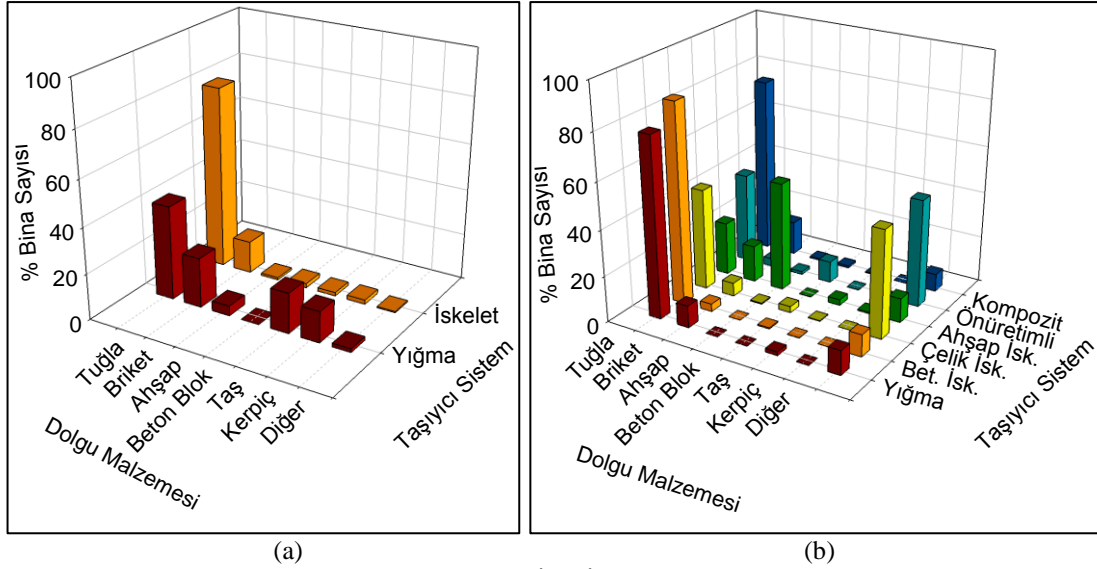 100
80
60
40
20
0
% Bina Sayısı
Tuğla
Briket
Ahşap
Beton Blok
Taş
Kerpiç
Diğer
Dolgu Malzemesi
İskelet
Yığma
Taşıyıcı Sistem
(a)
100
80
60
40
20
0
% Bina Sayısı
Tuğla
Briket
Ahşap
Beton Blok
Taş
Kerpiç
Diğer
Dolgu Malzemesi
Kompozit
Önüretimli
Ahşap İsk.
Çelik İsk.
Bet. İsk.
Yığma
Taşıyıcı Sistem
(b)